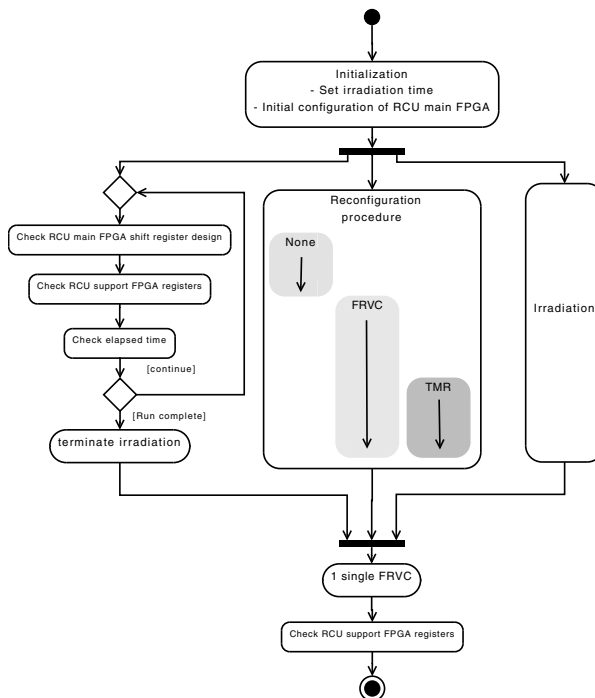 Initialization
- Set irradiation time
- Initial configuration of RCU main FPGA
Reconfiguration
procedure
None
FRVC
TMR
Check RCU main FPGA shift register design
Check RCU support FPGA registers
Check elapsed time
[continue]
[Run complete]
terminate irradiation
Irradiation
1 single FRVC
Check RCU support FPGA registers